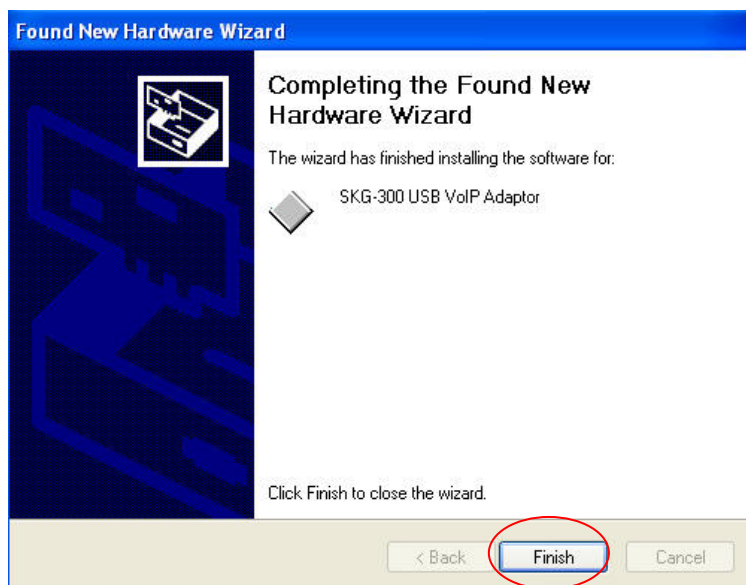 Found New Hardware Wizard
Completing the Found New
Hardware Wizard
The wizard has finished installing the software for:
SKG-300 USB VoIP Adaptor
Click Finish to close the wizard.
< Back
Finish
Cancel